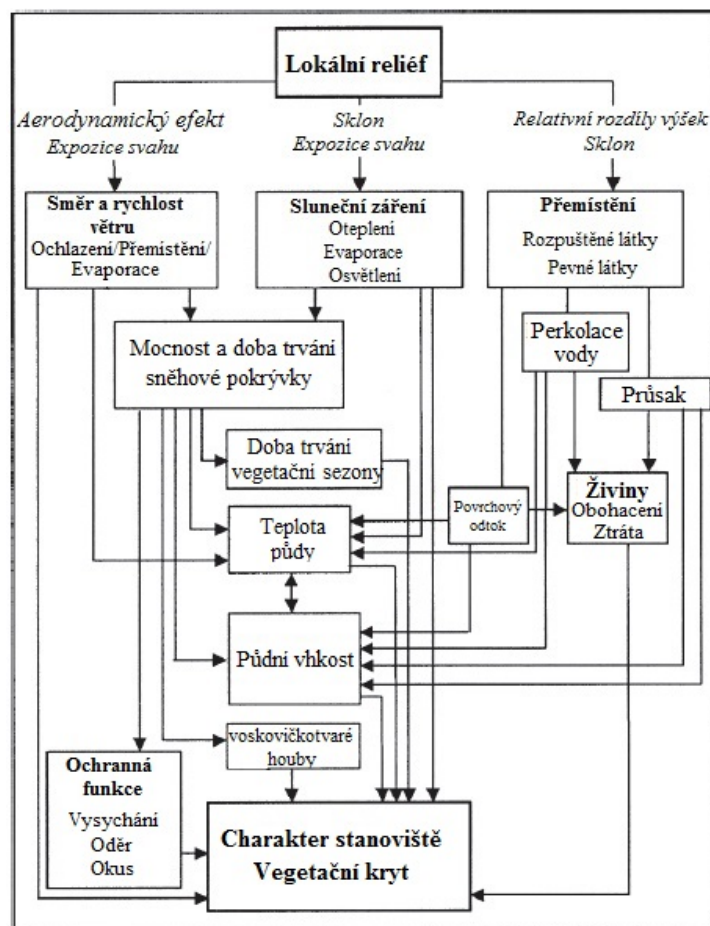 Lokální reliéf
Aerodynamický efekt
Expozice svahu
Sklon
Expozice svahu
Relativní rozdíly výšek
Sklon
Směr a rychlost
větru
Ochlazení/Přemistění/
Evaporace
Sluneční záření
Oteplení
Evaporace
Osvětlení
Přemístění
Rozpuštěné látky
Pevné látky
Mocnost a doba trváni
sněhové pokrývky
Perkolace
vody
Průsak
Doba trváni
vegetační sezony
Teplota
půdy
Povrchový
odtok
Živiny
Obohacení
Ztráta
Půdní vhkost
voskovičkotvaré
houby
Ochranná
funkce
Vysychání
Oděr
Okus
Charakter stanoviště
Vegetační kryt